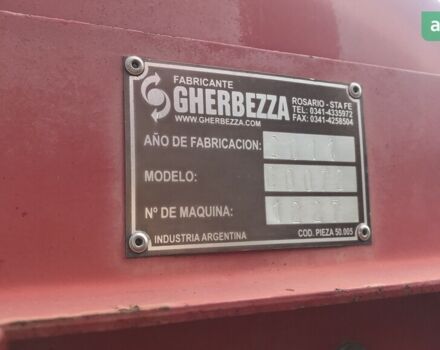 FABRICANTE
GHERBEZZA
WWW.GHERBEZZA.COM
ROSARIO - STA FE
TEL: 0341-4335972
FAX: 0341-4258504
AÑO DE FABRICACION:
MODELO:
Nº DE MAQUINA:
INDUSTRIA ARGENTINA
COD. PIEZA 50.005
a